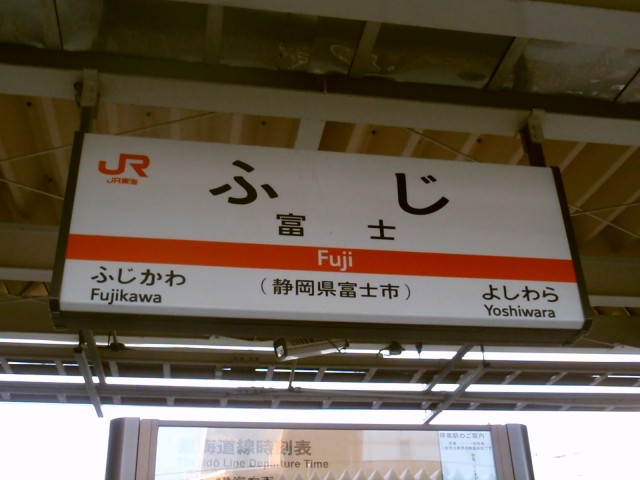 JR
JR東海
ふじ
富士
Fuji
ふじかわ
Fujikawa
（静岡県富士市）
よしわら
Yoshiwara
海道線時刻表
Line Departure Time